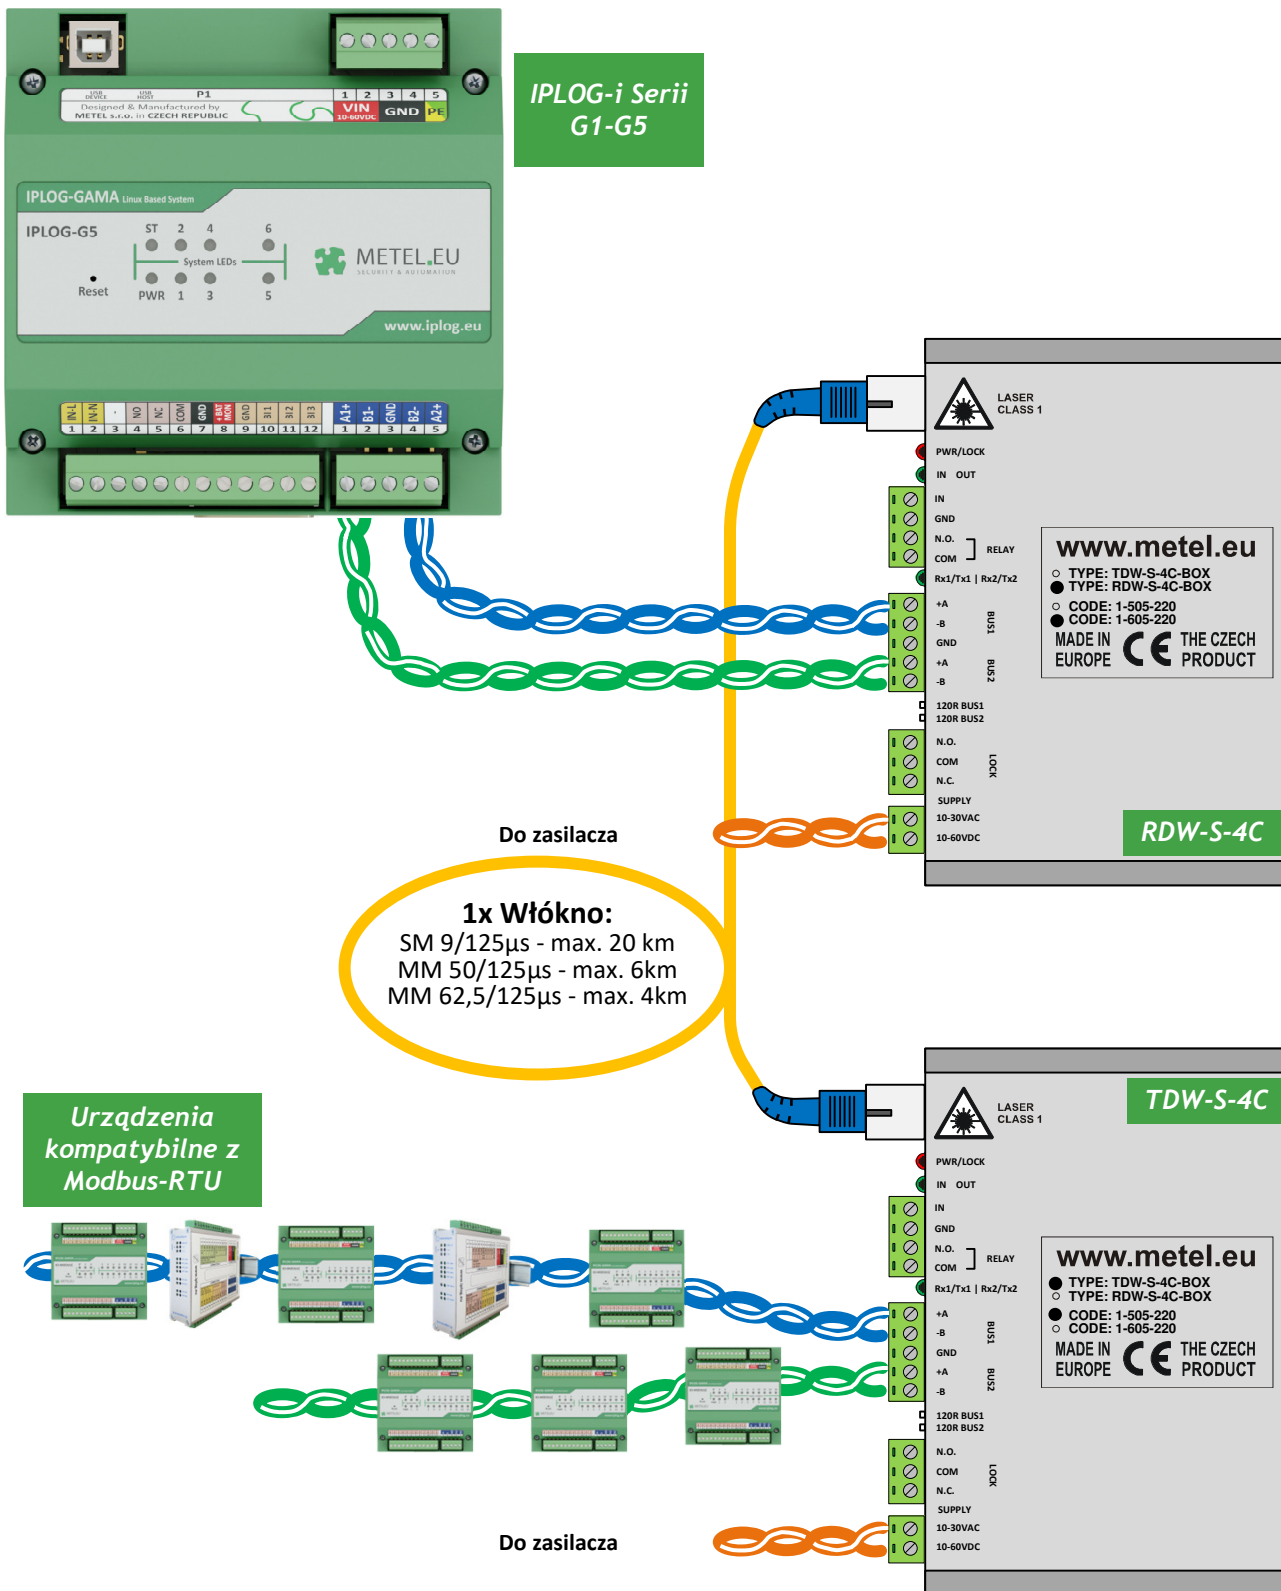 IPLOG-i Serii
G1-G5
USB DEVICE USB HOST P1
Designed & Manufactured by
METEL s.r.o. in CZECH REPUBLIC
1 2 3 4 5
VIN GND PE
10-60VDC
IPLOG-GAMA Linux Based System
IPLOG-G5
ST 2 4 6
System LEDs
Reset
PWR 1 3 5
METEL.EU
SECURITY & AUTOMATION
www.iplog.eu
IN-L IN-N - NO NC COM GND +BAT MON GND BI1 BI2 BI3 A1+ B1- GND B2- A2+
1 2 3 4 5 6 7 8 9 10 11 12 1 2 3 4 5
LASER
CLASS 1
PWR/LOCK
IN OUT
IN
GND
N.O.
COM
RELAY
Rx1/Tx1 | Rx2/Tx2
+A
-B
BUS1
GND
+A
-B
BUS2
120R BUS1
120R BUS2
N.O.
COM
N.C.
LOCK
SUPPLY
10-30VAC
10-60VDC
www.metel.eu
TYPE: TDW-S-4C-BOX
TYPE: RDW-S-4C-BOX
CODE: 1-505-220
CODE: 1-605-220
MADE IN EUROPE CE THE CZECH PRODUCT
RDW-S-4C
Do zasilacza
1x Włókno:
SM 9/125µs - max. 20 km
MM 50/125µs - max. 6km
MM 62,5/125µs - max. 4km
Urządzenia
kompatybilne z
Modbus-RTU
TDW-S-4C
LASER
CLASS 1
PWR/LOCK
IN OUT
IN
GND
N.O.
COM
RELAY
Rx1/Tx1 | Rx2/Tx2
+A
-B
BUS1
GND
+A
-B
BUS2
120R BUS1
120R BUS2
N.O.
COM
N.C.
LOCK
SUPPLY
10-30VAC
10-60VDC
www.metel.eu
TYPE: TDW-S-4C-BOX
TYPE: RDW-S-4C-BOX
CODE: 1-505-220
CODE: 1-605-220
MADE IN EUROPE CE THE CZECH PRODUCT
Do zasilacza